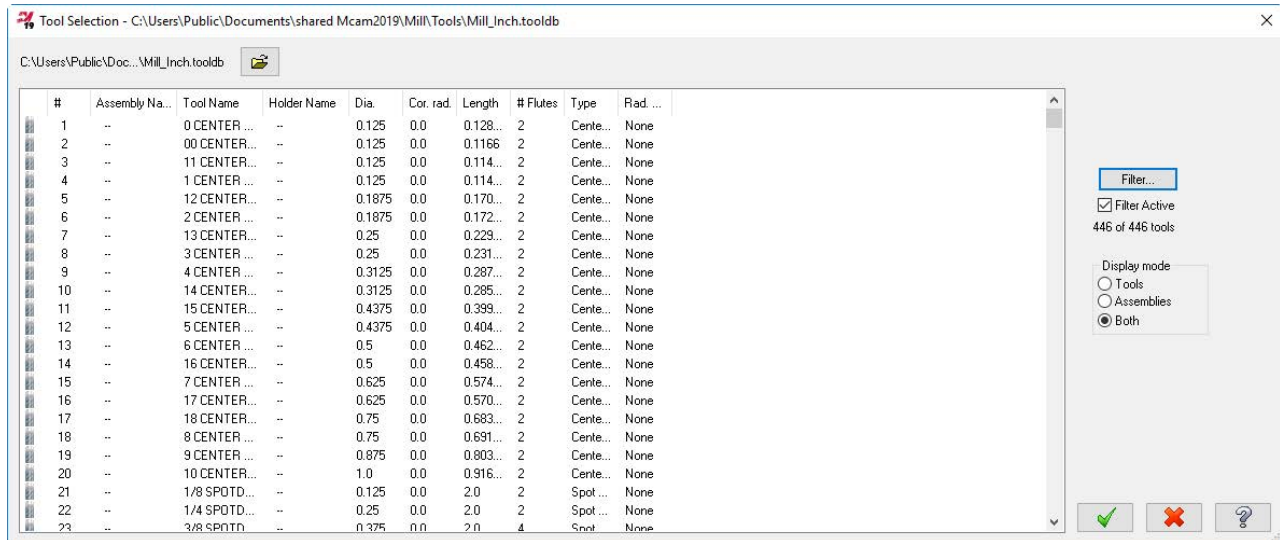 Tool Selection - C:\Users\Public\Documents\shared Mcam2019\Mill\Tools\Mill_Inch.tooldb
19
C:\Users\Public\Doc...\Mill_Inch.tooldb
# Assembly Na... Tool Name Holder Name Dia. Cor. rad. Length # Flutes Type Rad. ...
1 -- 0 CENTER ... -- 0.125 0.0 0.128... 2 Cente... None
2 -- 00 CENTER... -- 0.125 0.0 0.1166 2 Cente... None
3 -- 11 CENTER... -- 0.125 0.0 0.114... 2 Cente... None
4 -- 1 CENTER ... -- 0.125 0.0 0.114... 2 Cente... None
5 -- 12 CENTER... -- 0.1875 0.0 0.170... 2 Cente... None
6 -- 2 CENTER ... -- 0.1875 0.0 0.172... 2 Cente... None
7 -- 13 CENTER... -- 0.25 0.0 0.229... 2 Cente... None
8 -- 3 CENTER ... -- 0.25 0.0 0.231... 2 Cente... None
9 -- 4 CENTER ... -- 0.3125 0.0 0.287... 2 Cente... None
10 -- 14 CENTER... -- 0.3125 0.0 0.285... 2 Cente... None
11 -- 15 CENTER... -- 0.4375 0.0 0.399... 2 Cente... None
12 -- 5 CENTER ... -- 0.4375 0.0 0.404... 2 Cente... None
13 -- 6 CENTER ... -- 0.5 0.0 0.462... 2 Cente... None
14 -- 16 CENTER... -- 0.5 0.0 0.458... 2 Cente... None
15 -- 7 CENTER ... -- 0.625 0.0 0.574... 2 Cente... None
16 -- 17 CENTER... -- 0.625 0.0 0.570... 2 Cente... None
17 -- 18 CENTER... -- 0.75 0.0 0.683... 2 Cente... None
18 -- 8 CENTER ... -- 0.75 0.0 0.691... 2 Cente... None
19 -- 9 CENTER ... -- 0.875 0.0 0.803... 2 Cente... None
20 -- 10 CENTER... -- 1.0 0.0 0.916... 2 Cente... None
21 -- 1/8 SPOTD... -- 0.125 0.0 2.0 2 Spot ... None
22 -- 1/4 SPOTD... -- 0.25 0.0 2.0 2 Spot ... None
23 -- 3/8 SPOTD... -- 0.375 0.0 2.0 4 Spot ... None
Filter...
Filter Active
446 of 446 tools
Display mode
Tools
Assemblies
Both